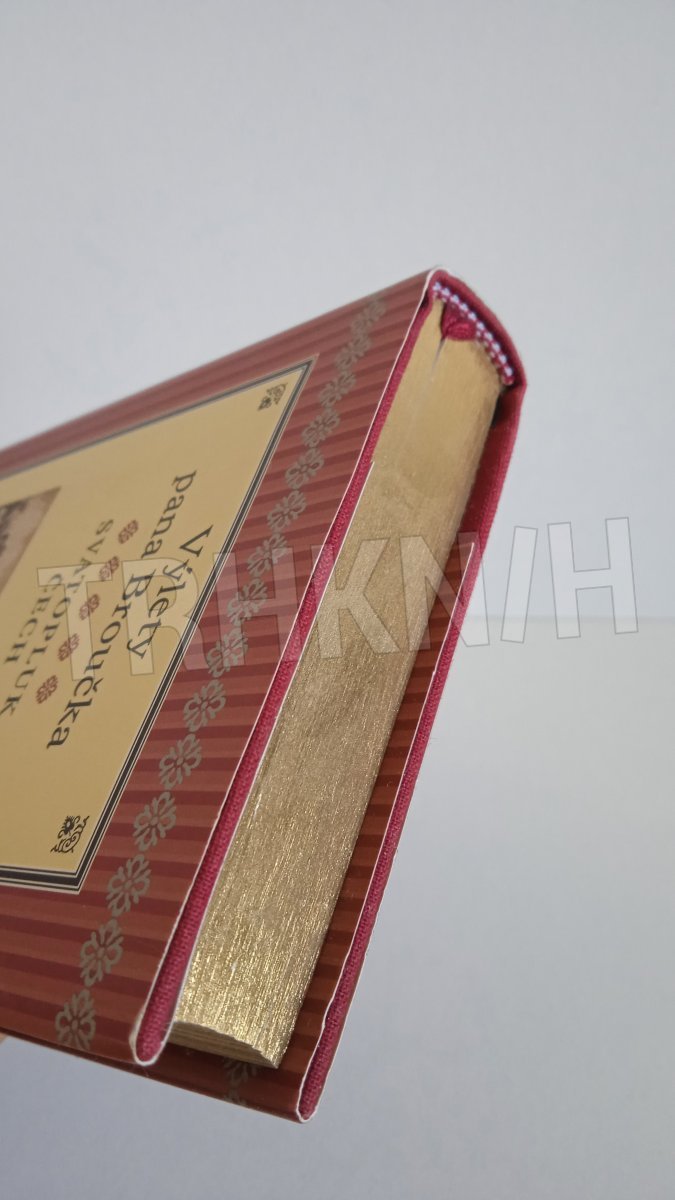 Výlety
pana Broučka
SVATOPLUK
ČECH
TRHKNIH